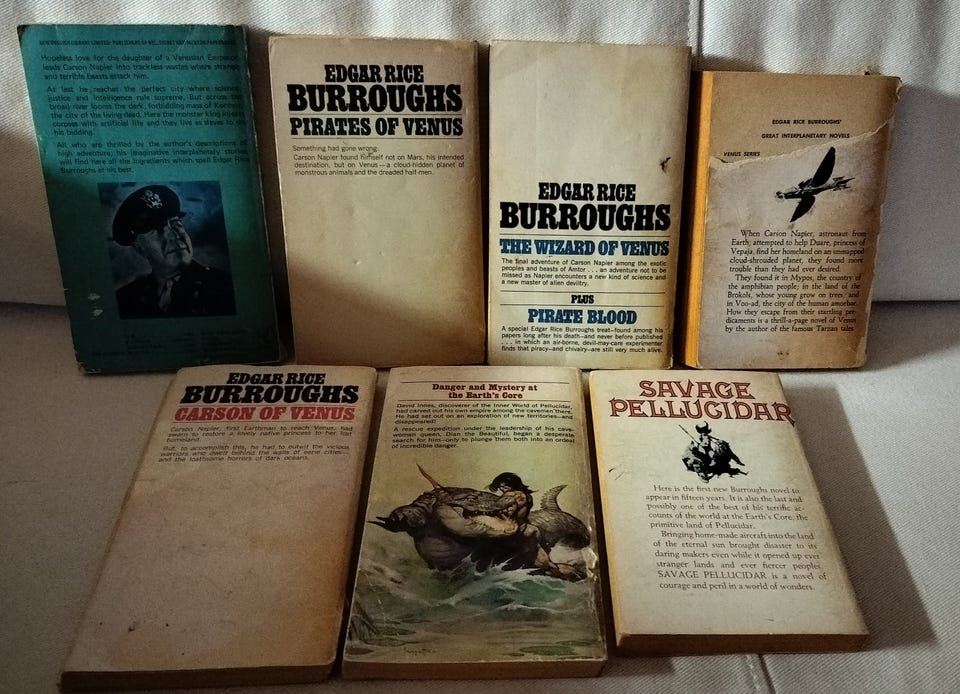 NEW ENGLISH LIBRARY LIMITED: PUBLISHERS OF
Hopeless love for the daughter of a Venusian Emperor
leads Carson Napier into trackless wastes where strange
and terrible beasts attack him.
At last he reaches the perfect city where science,
justice and intelligence rule supreme. But across the
broad river looms the dark, forbidding mass of
the city of the living dead. Here the monster king injects
corpses with artificial life and they live as slaves to do
his bidding.
All who are thrilled by the author's descriptions of
high adventure, his imaginative interplanetary stories
will find here all the ingredients which spell Edgar Rice
Burroughs at his best.
EDGAR RICE
BURROUGHS
PIRATES OF VENUS
Something had gone wrong.
Carson Napier found himself not on Mars, his intended
destination, but on Venus—a cloud-hidden planet of
monstrous animals and the dreaded half-men.
EDGAR RICE
BURROUGHS
THE WIZARD OF VENUS
The final adventure of Carson Napier among the exotic
peoples and beasts of Amtor . . . an adventure not to be
missed as Napier encounters a new kind of science and
a new master of alien deviltry.
PLUS
PIRATE BLOOD
A special Edgar Rice Burroughs treat—found among his
papers long after his death—and never before published
. . . in which an air-borne, devil-may-care experimenter
finds that piracy—and chivalry—are still very much alive.
EDGAR RICE BURROUGHS'
GREAT INTERPLANETARY NOVELS
VENUS SERIES
When Carson Napier, astronaut from
Earth, attempted to help Duare, princess of
Vepaja, find her homeland on an unmapped
cloud-shrouded planet, they found more
trouble than they had ever desired.
They found it in Mypos, the country of
the amphibian people; in the land of the
Brokols, whose young grow on trees; and
in Voo-ad, the city of the human amoebae.
How they escape from their startling pre-
dicaments is a thrill-a-page novel of Venus
by the author of the famous Tarzan tales.
EDGAR RICE
BURROUGHS
CARSON OF VENUS
Carson Napier, first Earthman to reach Venus, had
sworn to restore a lovely native princess to her lost
homeland.
But, to accomplish this, he had to outwit the vicious
warriors who dwelt behind the walls of eerie cities—
and the loathsome horrors of dark oceans.
Danger and Mystery at
the Earth's Core
David Innes, discoverer of the Inner World of Pellucidar,
had carved out his own empire among the cavemen there.
He had set out on an exploration of new territories—and
disappeared!
A rescue expedition under the leadership of his cave-
woman queen, Dian the Beautiful, began a desperate
search for him—only to plunge them both into an ordeal
of incredible danger.
SAVAGE
PELLUCIDAR
Here is the first new Burroughs novel to
appear in fifteen years. It is also the last and
possibly one of the best of his terrific ac-
counts of the world at the Earth's Core, the
primitive land of Pellucidar.
Bringing home-made aircraft into the land
of the eternal sun brought disaster to its
daring makers even while it opened up ever
stranger lands and ever fiercer peoples.
SAVAGE PELLUCIDAR is a novel of
courage and peril in a world of wonders.